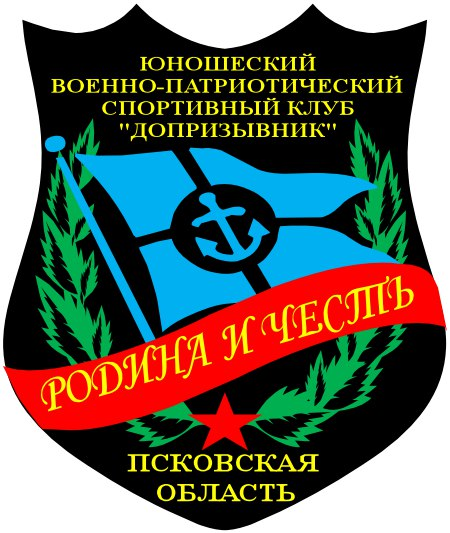 ЮНОШЕСКИЙ
ВОЕННО-ПАТРИОТИЧЕСКИЙ
СПОРТИВНЫЙ КЛУБ
"ДОПРИЗЫВНИК"
РОДИНА И ЧЕСТЬ
ПСКОВСКАЯ
ОБЛАСТЬ